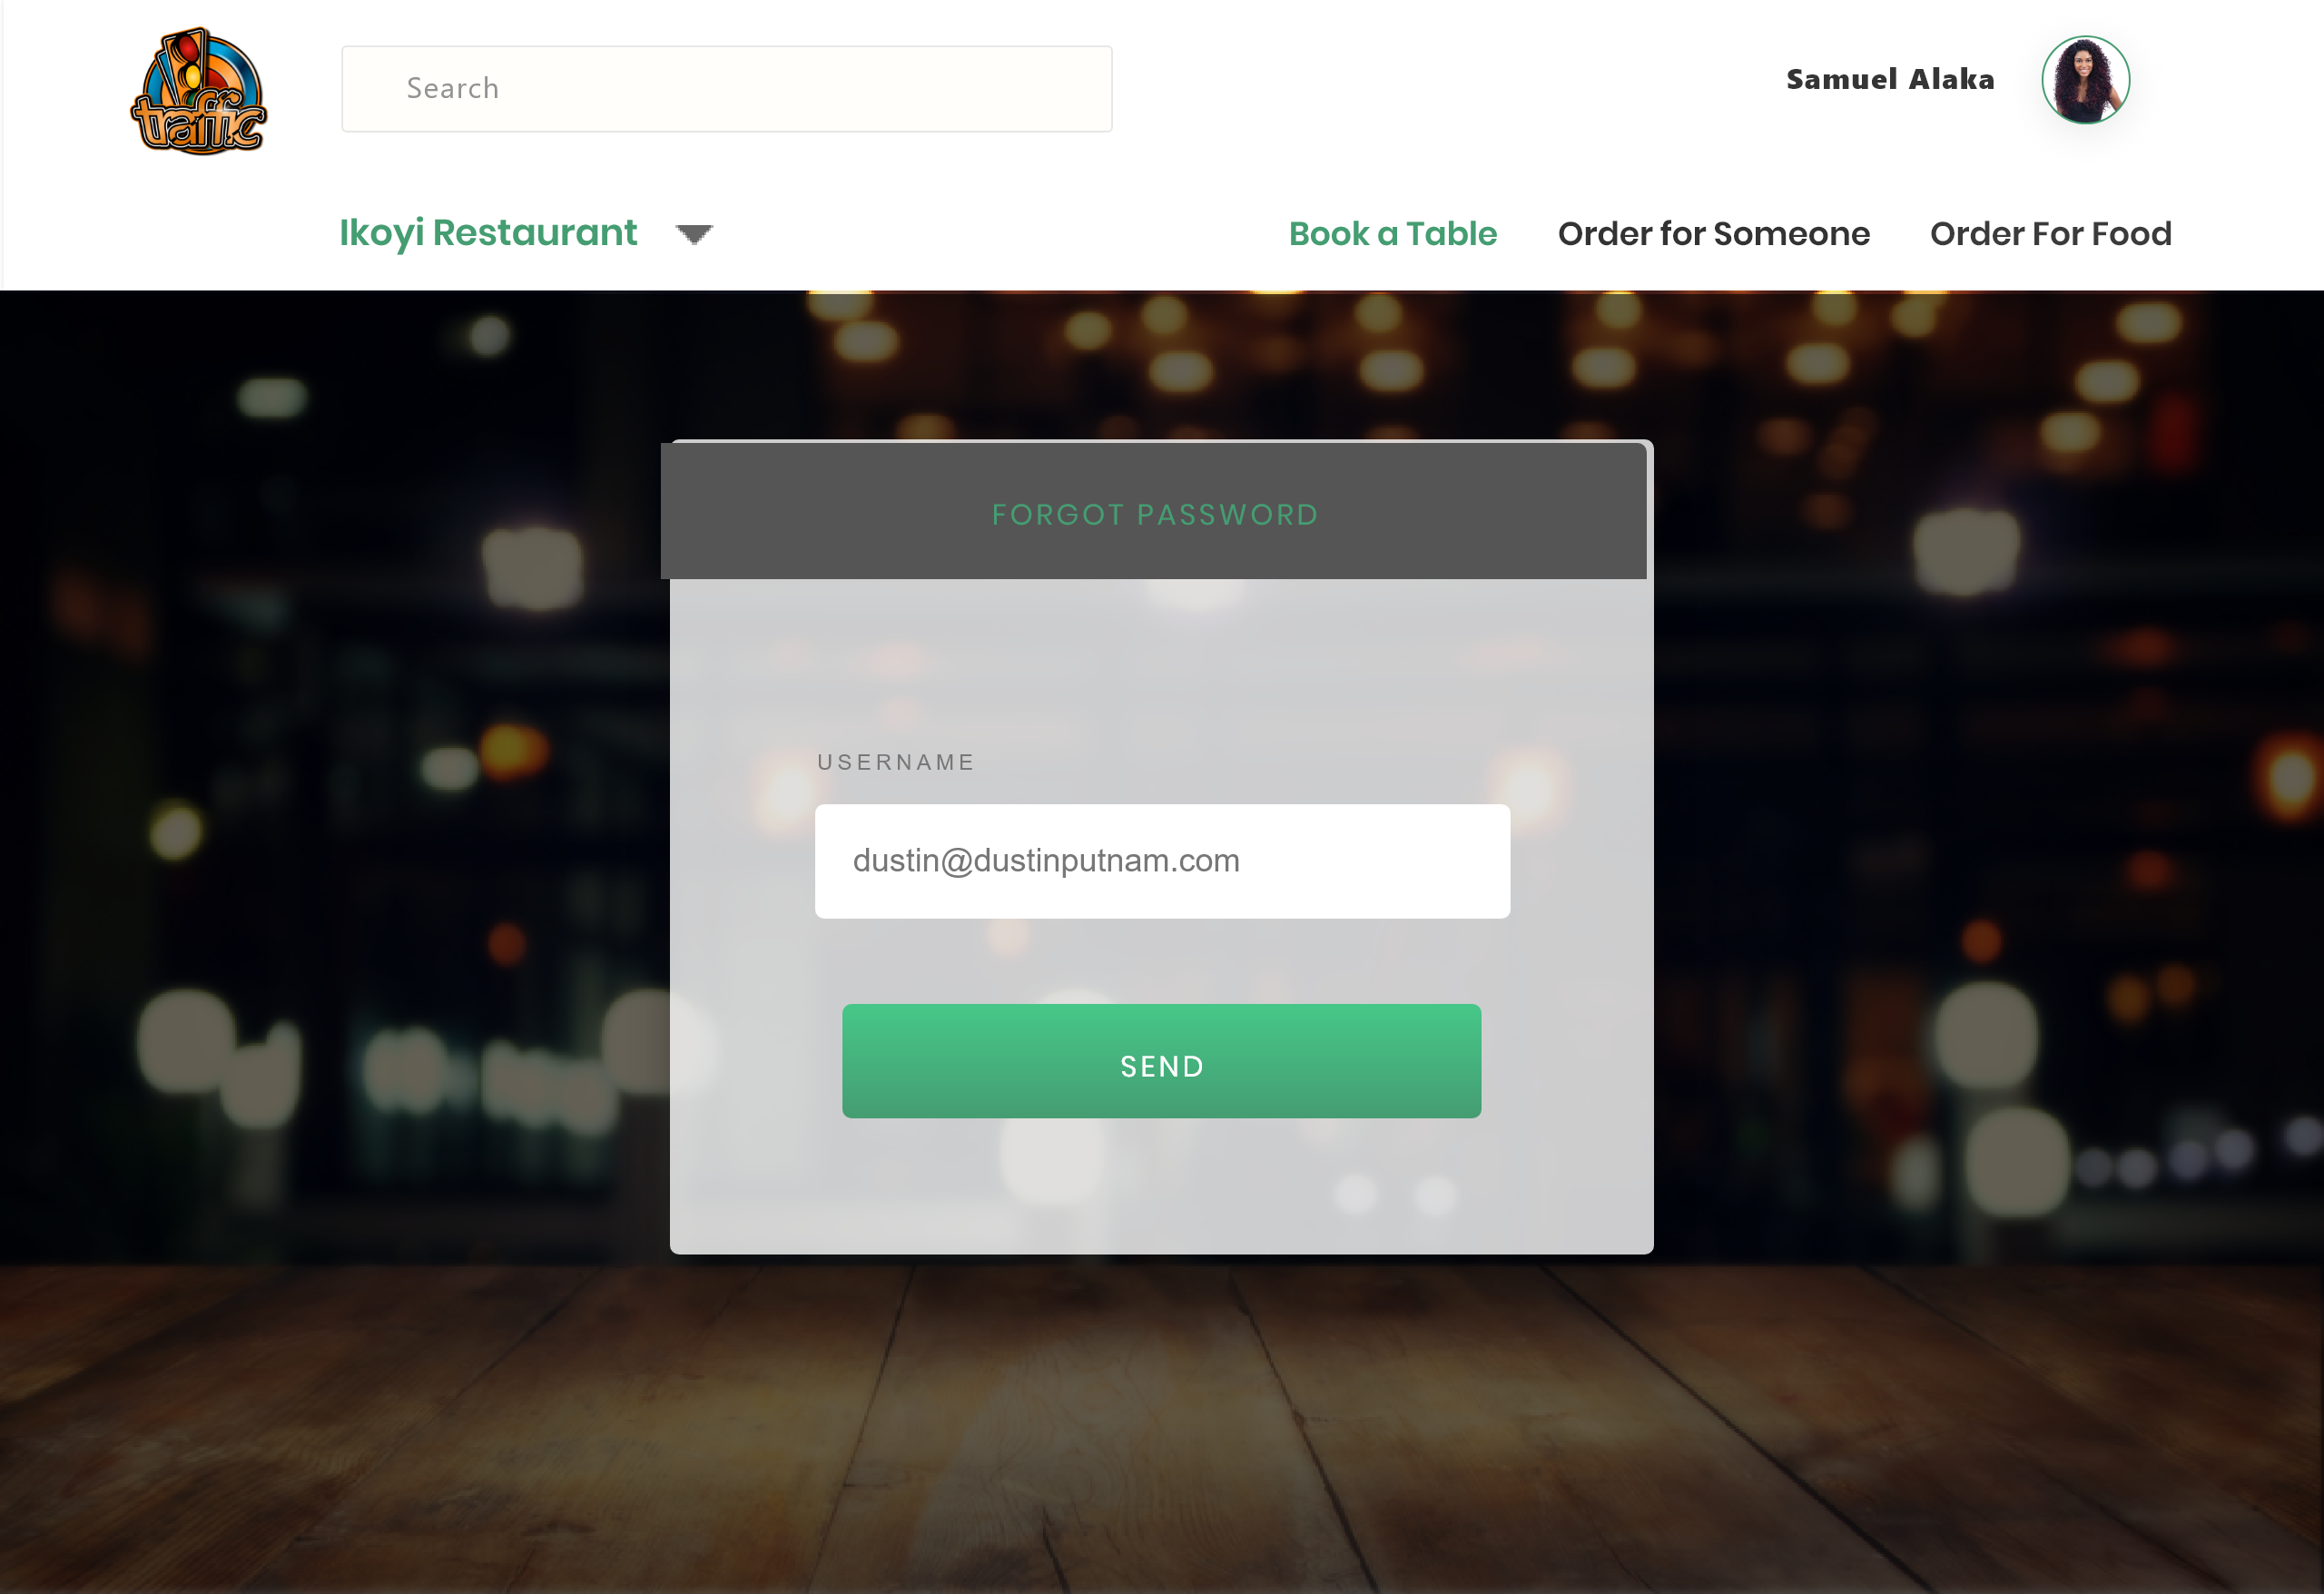 traffic
Search
Samuel Alaka
Ikoyi Restaurant
Book a Table
Order for Someone
Order For Food
FORGOT PASSWORD
USERNAME
dustin@dustinputnam.com
SEND